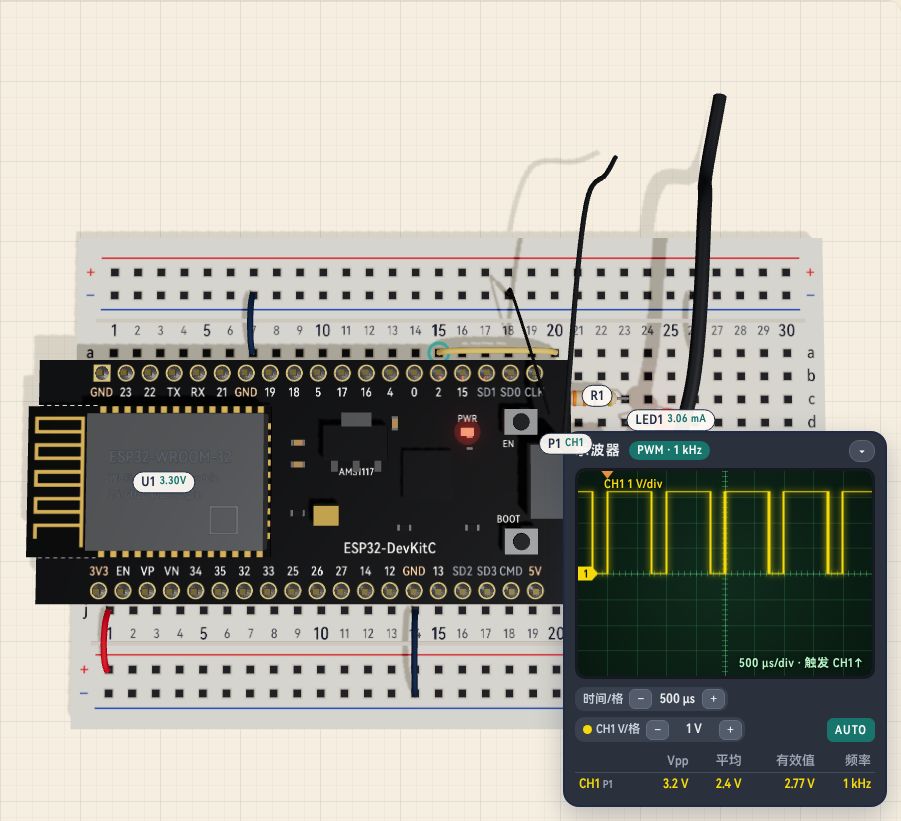 + +
− −
1 2 3 4 5 6 7 8 9 10 11 12 13 14 15 16 17 18 19 20 21 22 23 24 25 26 27 28 29 30
a a
b
GND 23 22 TX RX 21 GND 19 18 5 17 16 4 0 2 15 SD1 SD0 CLK
R1 c
LED1 3.06 mA d
PWR
EN
P1 CH1
波器 PWM · 1 kHz
ESP32-WROOM-32
AMS1117
U1 3.30V
CH1 1 V/div
BOOT
ESP32-DevKitC
1
3V3 EN VP VN 34 35 32 33 25 26 27 14 12 GND 13 SD2 SD3 CMD 5V
j
1 2 3 4 5 6 7 8 9 10 11 12 13 14 15 16 17 18 19 20
+
−
500 µs/div · 触发 CH1↑
时间/格 − 500 µs +
CH1 V/格 − 1 V + AUTO
Vpp 平均 有效值 频率
CH1 P1 3.2 V 2.4 V 2.77 V 1 kHz